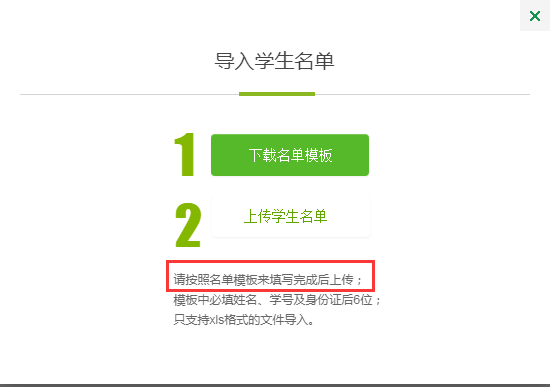 导入学生名单
1 下载名单模板
2 上传学生名单
请按照名单模板来填写完成后上传；
模板中必填姓名、学号及身份证后6位；
只支持xls格式的文件导入。